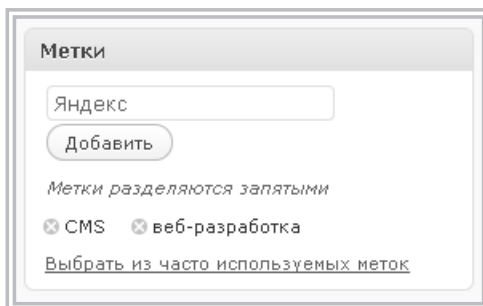 Метки
Яндекс
Добавить
Метки разделяются запятыми
CMS веб-разработка
Выбрать из часто используемых меток